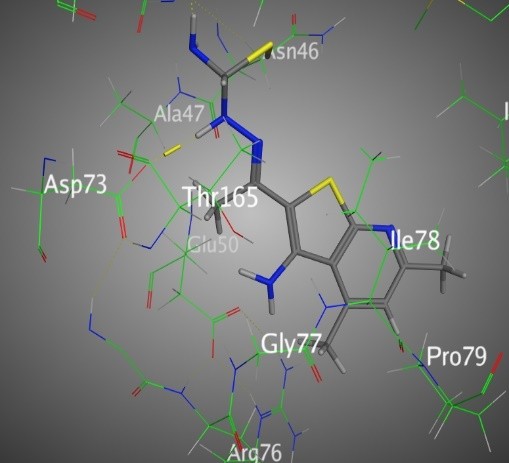 Asn46
Ala47
Asp73
Thr165
Glu50
Ile78
Gly77
Pro79
Arg76